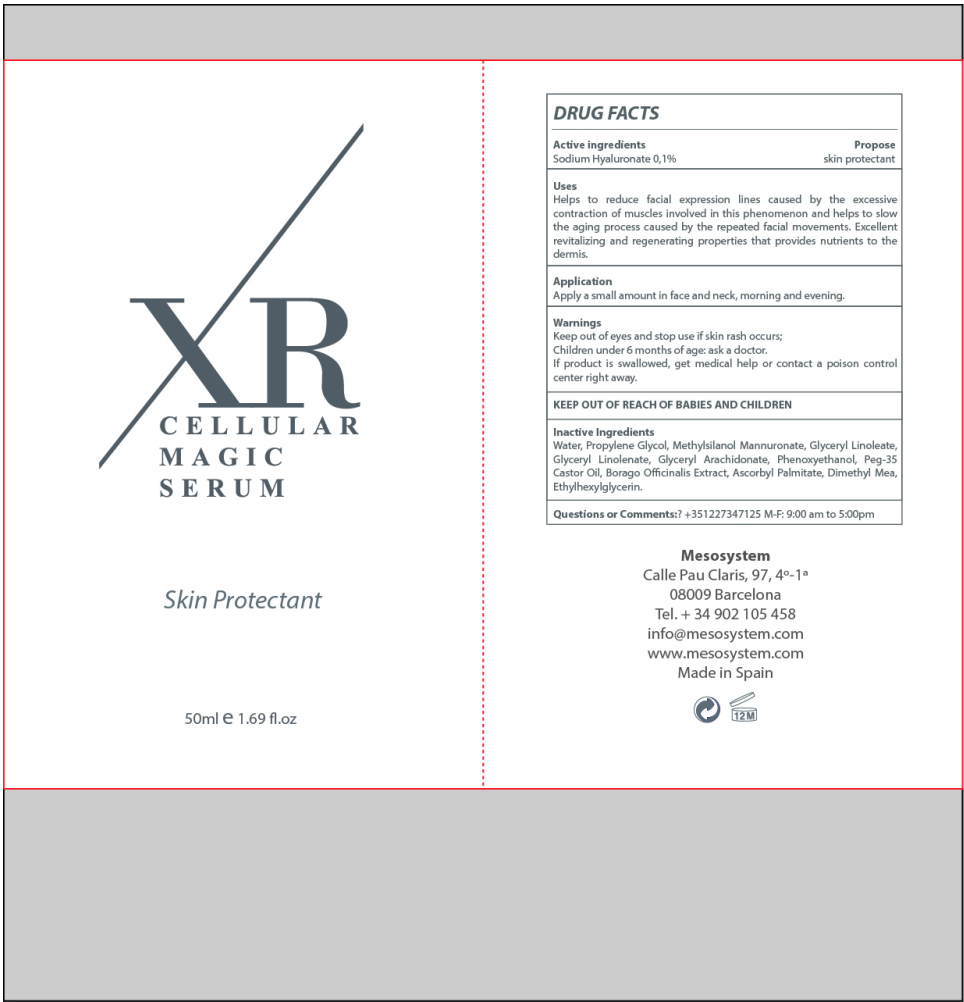 XR
CELLULAR
MAGIC
SERUM
Skin Protectant
50ml e 1.69 fl.oz
DRUG FACTS
Active ingredients Propose
Sodium Hyaluronate 0,1% skin protectant
Uses
Helps to reduce facial expression lines caused by the excessive
contraction of muscles involved in this phenomenon and helps to slow
the aging process caused by the repeated facial movements. Excellent
revitalizing and regenerating properties that provides nutrients to the
dermis.
Application
Apply a small amount in face and neck, morning and evening.
Warnings
Keep out of eyes and stop use if skin rash occurs;
Children under 6 months of age: ask a doctor.
If product is swallowed, get medical help or contact a poison control
center right away.
KEEP OUT OF REACH OF BABIES AND CHILDREN
Inactive Ingredients
Water, Propylene Glycol, Methylsilanol Mannuronate, Glyceryl Linoleate,
Glyceryl Linolenate, Glyceryl Arachidonate, Phenoxyethanol, Peg-35
Castor Oil, Borago Officinalis Extract, Ascorbyl Palmitate, Dimethyl Mea,
Ethylhexylglycerin.
Questions or Comments:? +351227347125 M-F: 9:00 am to 5:00pm
Mesosystem
Calle Pau Claris, 97, 4º-1ª
08009 Barcelona
Tel. + 34 902 105 458
info@mesosystem.com
www.mesosystem.com
Made in Spain
12M